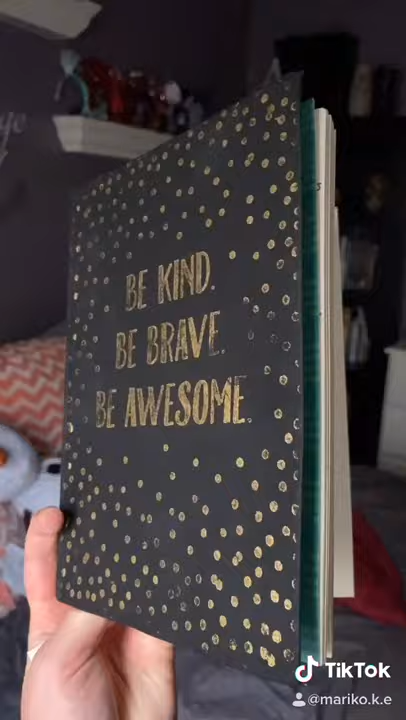 BE KIND.
BE BRAVE.
BE AWESOME.
TikTok
@mariko.k.e